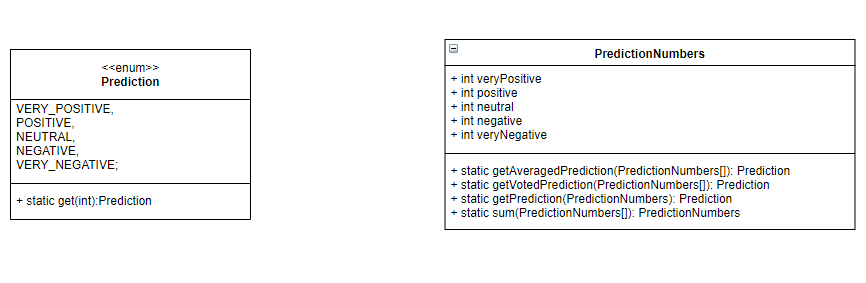 <<enum>>
Prediction
VERY_POSITIVE,
POSITIVE,
NEUTRAL,
NEGATIVE,
VERY_NEGATIVE;
+ static get(int):Prediction
PredictionNumbers
+ int veryPositive
+ int positive
+ int neutral
+ int negative
+ int veryNegative
+ static getAveragedPrediction(PredictionNumbers[]): Prediction
+ static getVotedPrediction(PredictionNumbers[]): Prediction
+ static getPrediction(PredictionNumbers): Prediction
+ static sum(PredictionNumbers[]): PredictionNumbers